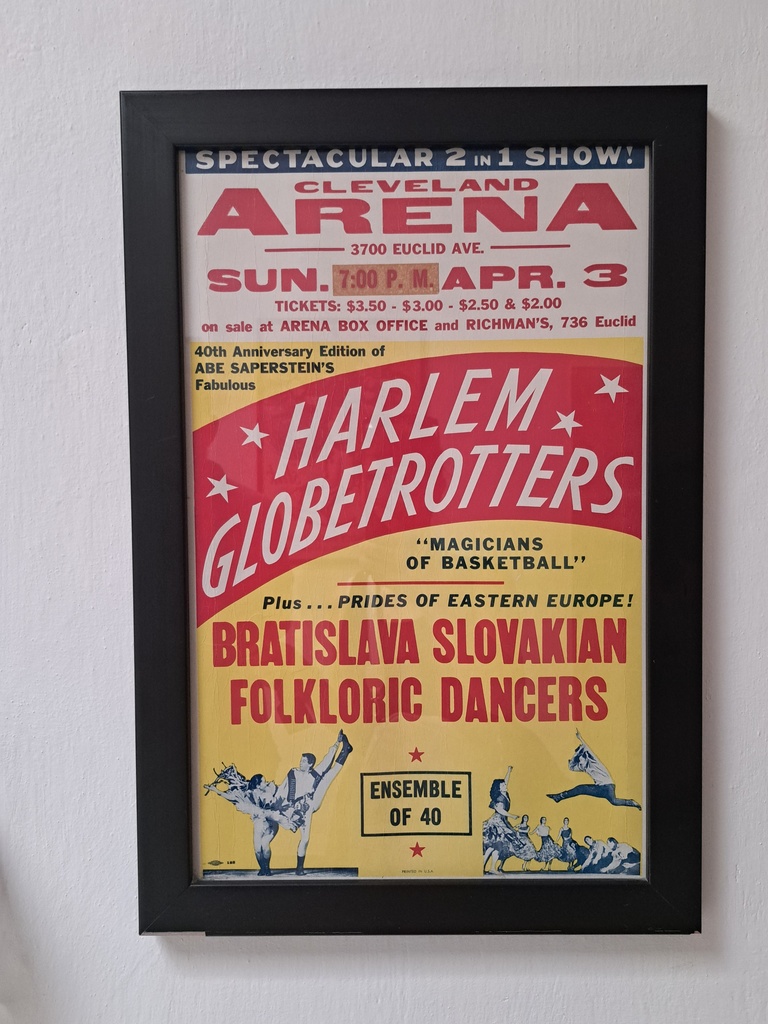 SPECTACULAR 2 IN 1 SHOW!
CLEVELAND
ARENA
3700 EUCLID AVE.
SUN. 7:00 P. M. APR. 3
TICKETS: $3.50 - $3.00 - $2.50 & $2.00
on sale at ARENA BOX OFFICE and RICHMAN'S, 736 Euclid
40th Anniversary Edition of
ABE SAPERSTEIN'S
Fabulous
HARLEM
GLOBETROTTERS
"MAGICIANS
OF BASKETBALL"
Plus... PRIDES OF EASTERN EUROPE!
BRATISLAVA SLOVAKIAN
FOLKLORIC DANCERS
ENSEMBLE
OF 40
PRINTED IN U.S.A.